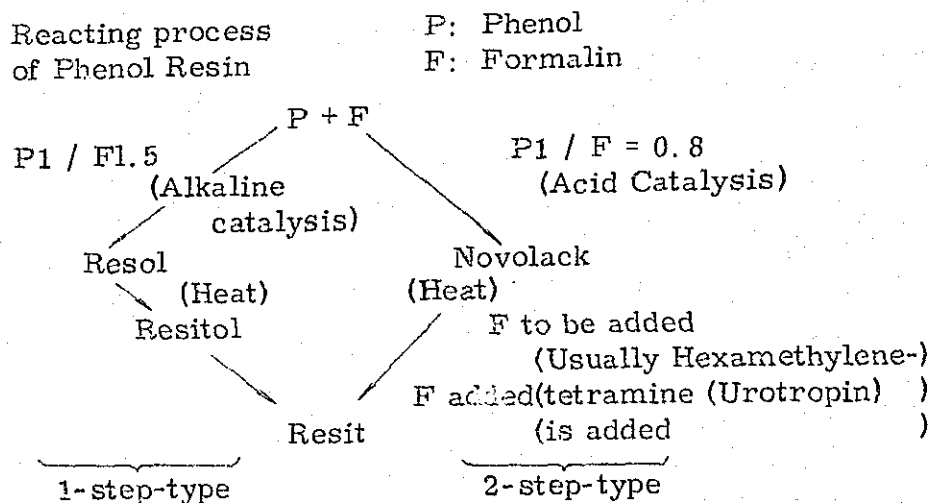 Reacting process
of Phenol Resin
P: Phenol
F: Formalin
P + F
P1 / F1.5
(Alkaline
catalysis)
P1 / F = 0.8
(Acid Catalysis)
Resol
(Heat)
Resitol
Novolack
(Heat)
F to be added
(Usually Hexamethylene-)
F added(tetramine (Urotropin) )
(is added )
Resit
1-step-type
2-step-type